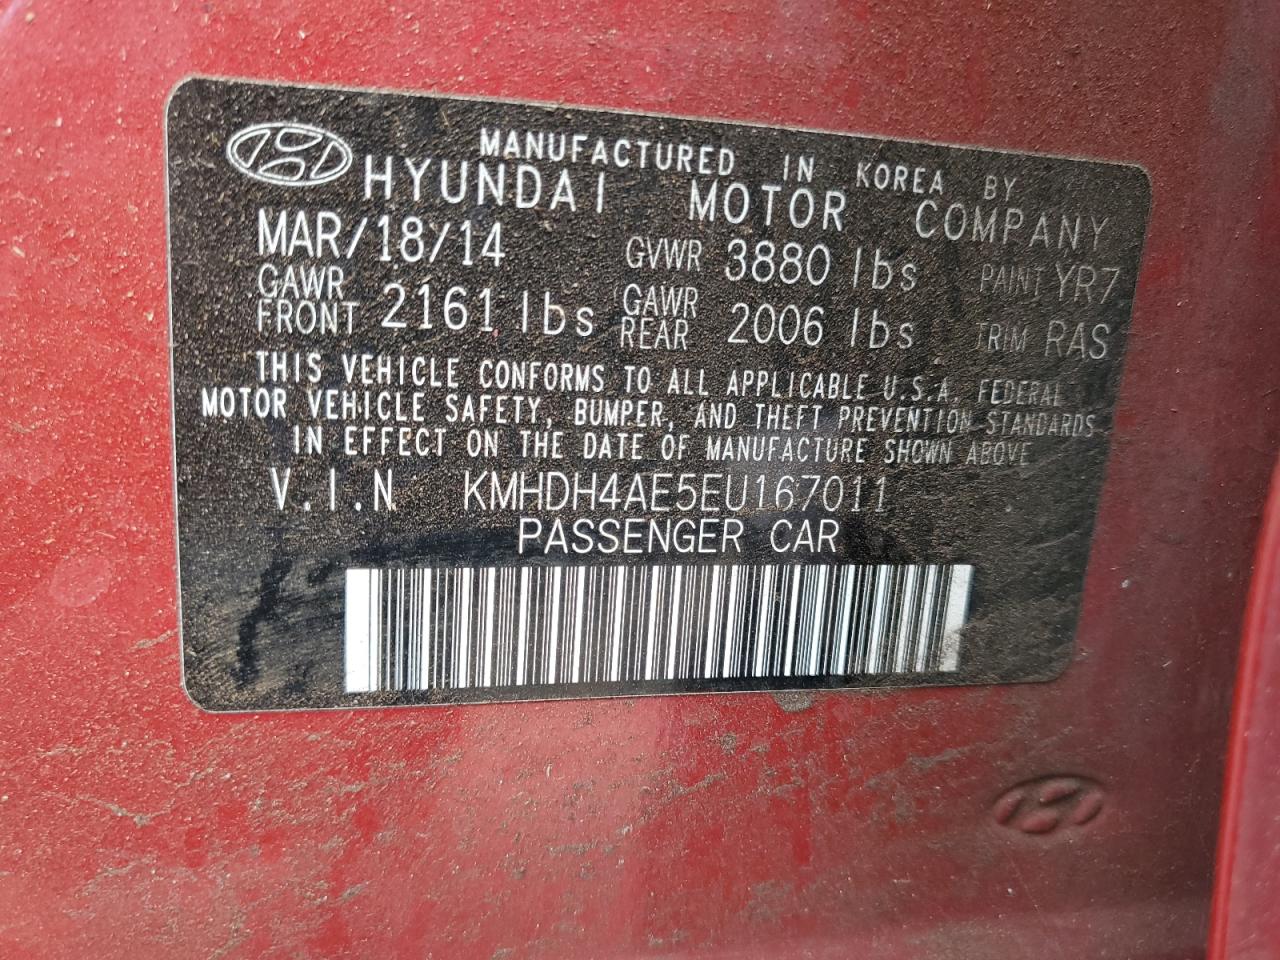 MANUFACTURED IN KOREA BY
HYUNDAI MOTOR COMPANY
MAR/18/14 GVWR 3880 lbs PAINT YR7
GAWR FRONT 2161 lbs GAWR REAR 2006 lbs TRIM RAS
THIS VEHICLE CONFORMS TO ALL APPLICABLE U.S.A. FEDERAL
MOTOR VEHICLE SAFETY, BUMPER, AND THEFT PREVENTION STANDARDS
IN EFFECT ON THE DATE OF MANUFACTURE SHOWN ABOVE
V.I.N KMHDH4AE5EU167011
PASSENGER CAR